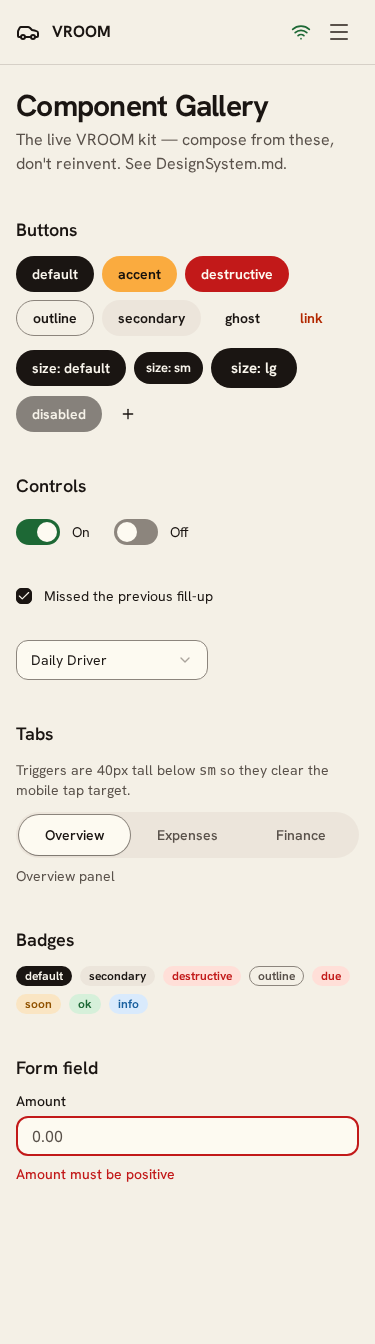 VROOM
Component Gallery
The live VROOM kit — compose from these,
don't reinvent. See DesignSystem.md.
Buttons
default accent destructive
outline secondary ghost link
size: default size: sm size: lg
disabled +
Controls
On Off
Missed the previous fill-up
Daily Driver
Tabs
Triggers are 40px tall below sm so they clear the
mobile tap target.
Overview Expenses Finance
Overview panel
Badges
default secondary destructive outline due
soon ok info
Form field
Amount
0.00
Amount must be positive